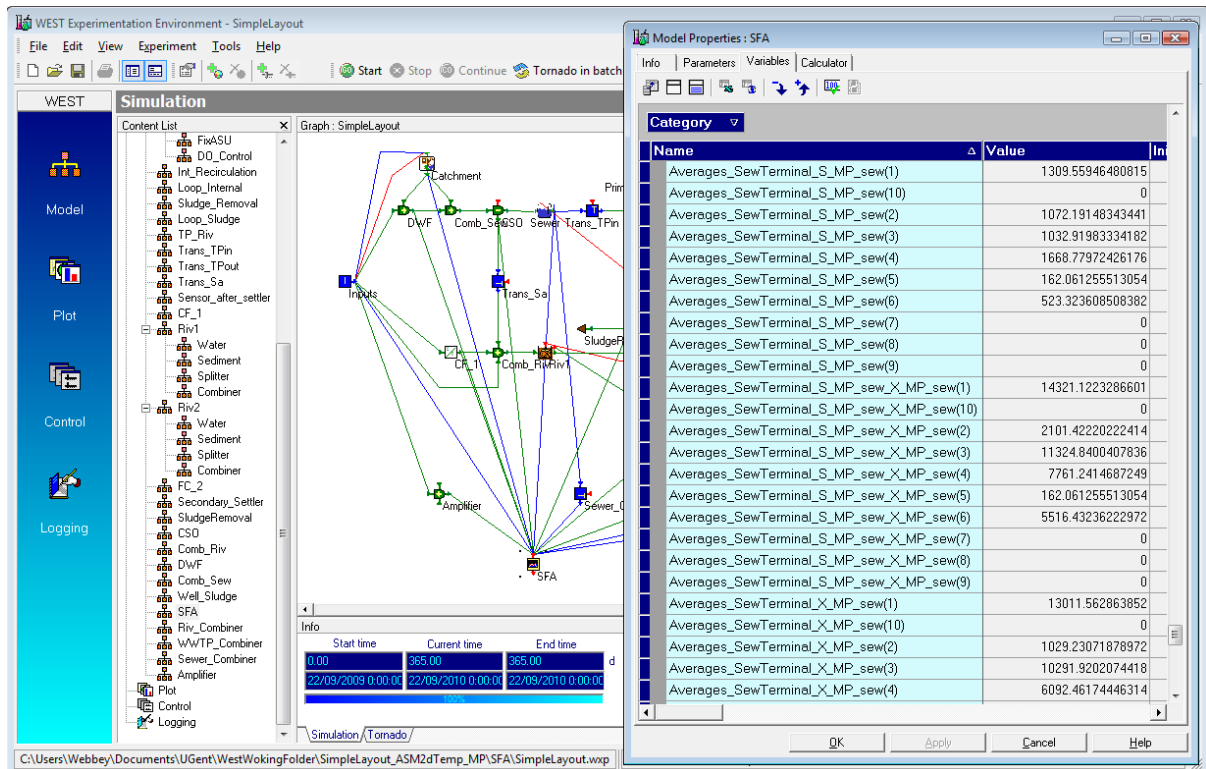 WEST Experimentation Environment - SimpleLayout
File Edit View Experiment Tools Help
Start Stop Continue Tornado in batch
WEST
Model
Plot
Control
Logging
Simulation
Content List
FixASU
DO_Control
Int_Recirculation
Loop_Internal
Sludge_Removal
Loop_Sludge
TP_Riv
Trans_TPin
Trans_TPout
Trans_Sa
Sensor_after_settler
CF_1
Riv1
Water
Sediment
Splitter
Combiner
Riv2
Water
Sediment
Splitter
Combiner
FC_2
Secondary_Settler
SludgeRemoval
CSO
Comb_Riv
DWF
Comb_Sew
Well_Sludge
SFA
Riv_Combiner
WWTP_Combiner
Sewer_Combiner
Amplifier
Plot
Control
Logging
Graph : SimpleLayout
Catchment
Prim
DWF Comb_Sew CSO Sewer Trans_TPin
Inputs Trans_Sa
SludgeR
CF_1 Comb_Riv Riv1
Amplifier Sewer_C
SFA
Info
Start time Current time End time
0.00 365.00 365.00 d
22/09/2009 0:00:00 22/09/2010 0:00:00 22/09/2010 0:00:00
100%
Simulation Tornado
C:\Users\Webbey\Documents\UGent\WestWokingFolder\SimpleLayout_ASM2dTemp_MP\SFA\SimpleLayout.wxp
Model Properties : SFA
Info Parameters Variables Calculator
Category
Name Value Ini
Averages_SewTerminal_S_MP_sew(1) 1309.55946480815
Averages_SewTerminal_S_MP_sew(10) 0
Averages_SewTerminal_S_MP_sew(2) 1072.19148343441
Averages_SewTerminal_S_MP_sew(3) 1032.91983334182
Averages_SewTerminal_S_MP_sew(4) 1668.77972426176
Averages_SewTerminal_S_MP_sew(5) 162.061255513054
Averages_SewTerminal_S_MP_sew(6) 523.323608508382
Averages_SewTerminal_S_MP_sew(7) 0
Averages_SewTerminal_S_MP_sew(8) 0
Averages_SewTerminal_S_MP_sew(9) 0
Averages_SewTerminal_S_MP_sew_X_MP_sew(1) 14321.1223286601
Averages_SewTerminal_S_MP_sew_X_MP_sew(10) 0
Averages_SewTerminal_S_MP_sew_X_MP_sew(2) 2101.42220222414
Averages_SewTerminal_S_MP_sew_X_MP_sew(3) 11324.8400407836
Averages_SewTerminal_S_MP_sew_X_MP_sew(4) 7761.2414687249
Averages_SewTerminal_S_MP_sew_X_MP_sew(5) 162.061255513054
Averages_SewTerminal_S_MP_sew_X_MP_sew(6) 5516.43236222972
Averages_SewTerminal_S_MP_sew_X_MP_sew(7) 0
Averages_SewTerminal_S_MP_sew_X_MP_sew(8) 0
Averages_SewTerminal_S_MP_sew_X_MP_sew(9) 0
Averages_SewTerminal_X_MP_sew(1) 13011.562863852
Averages_SewTerminal_X_MP_sew(10) 0
Averages_SewTerminal_X_MP_sew(2) 1029.23071878972
Averages_SewTerminal_X_MP_sew(3) 10291.9202074418
Averages_SewTerminal_X_MP_sew(4) 6092.46174446314
OK Apply Cancel Help